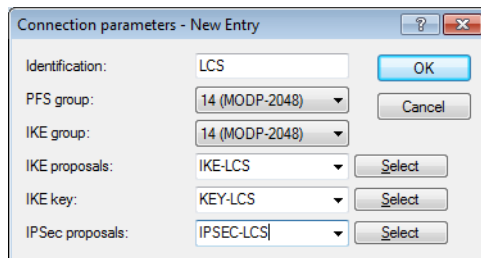 Connection parameters - New Entry
Identification: LCS OK
PFS group: 14 (MODP-2048) Cancel
IKE group: 14 (MODP-2048)
IKE proposals: IKE-LCS Select
IKE key: KEY-LCS Select
IPSec proposals: IPSEC-LCS Select